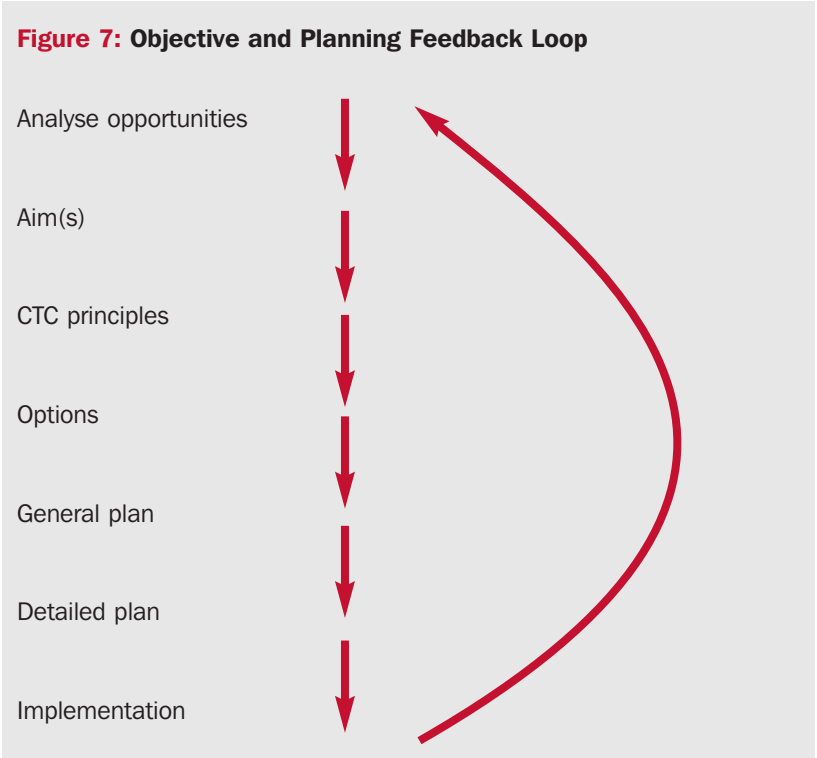 Figure 7: Objective and Planning Feedback Loop
Analyse opportunities
Aim(s)
CTC principles
Options
General plan
Detailed plan
Implementation